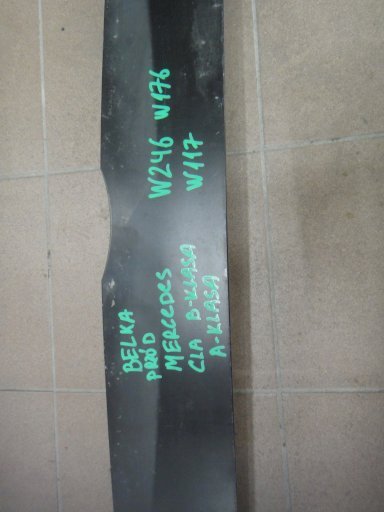 BELKA
PRZÓD
MERCEDES W246 W176
CLA B-KLASA W117
A-KLASA